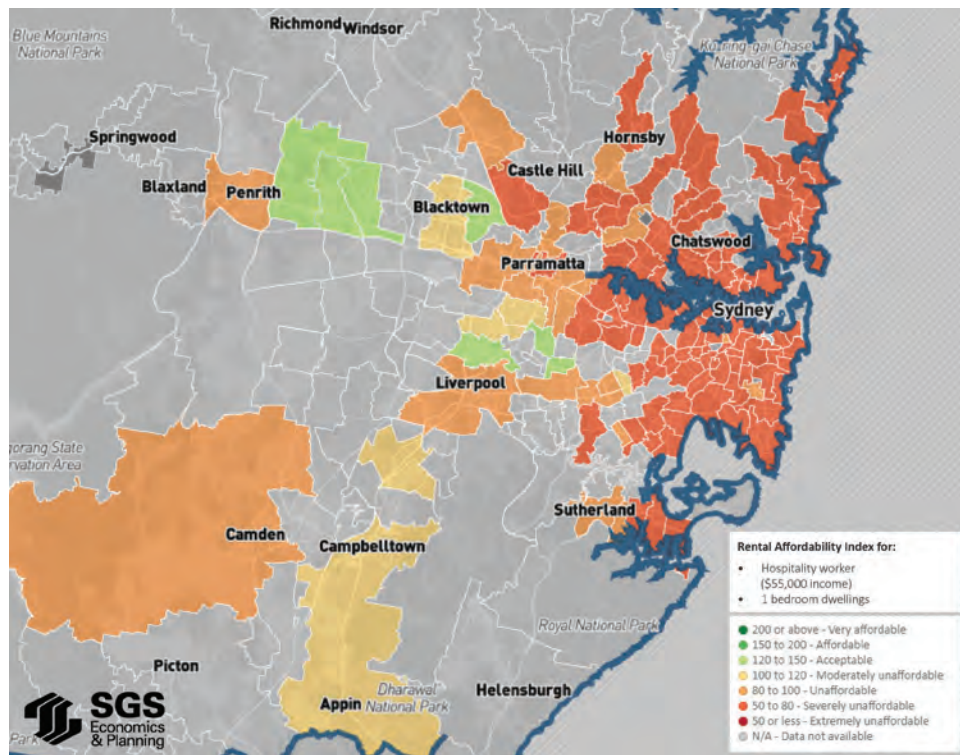 Richmond
Windsor
Blue Mountains
National Park
Ku-ring-gai Chase
National Park
Springwood
Hornsby
Castle Hill
Blaxland
Penrith
Blacktown
Chatswood
Parramatta
Sydney
Liverpool
gorang State
rvation Area
Sutherland
Camden
Campbelltown
Rental Affordability Index for:
• Hospitality worker
($55,000 income)
• 1 bedroom dwellings
200 or above - Very affordable
150 to 200 - Affordable
120 to 150 - Acceptable
100 to 120 - Moderately unaffordable
80 to 100 - Unaffordable
50 to 80 - Severely unaffordable
50 or less - Extremely unaffordable
N/A - Data not available
Royal National Park
Picton
Helensburgh
Appin
Dharawal
National Park
Park
SGS
Economics
& Planning